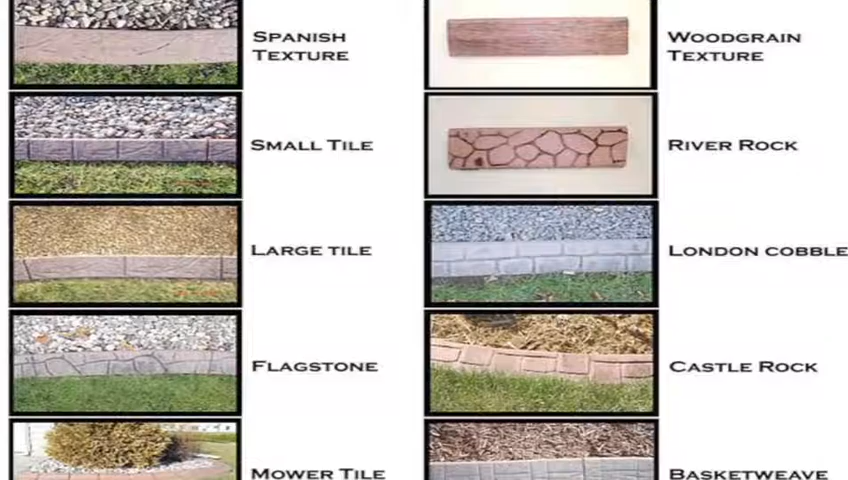 SPANISH
TEXTURE
WOODGRAIN
TEXTURE
SMALL TILE
RIVER ROCK
LARGE TILE
LONDON COBBLE
FLAGSTONE
CASTLE ROCK
MOWER TILE
BASKETWEAVE